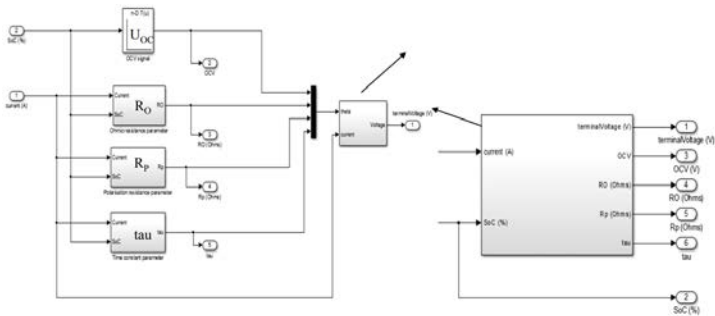 n-D T(u)
2
SoC (%)
U_OC
OCV signal
2
OCV
1
current (A)
Current
SoC
R_O
RO
Ohmic resistance parameter
3
RO (Ohms)
Current
SoC
R_P
Rp
Polarisation resistance parameter
4
Rp (Ohms)
Current
SoC
tau
tau
Time constant parameter
5
tau
theta
current
Voltage
terminalVoltage (V)
1
current (A)
SoC (%)
terminalVoltage (V)
OCV
RO (Ohms)
Rp (Ohms)
tau
1
terminalVoltage (V)
3
OCV (V)
4
RO (Ohms)
5
Rp (Ohms)
6
tau
2
SoC (%)